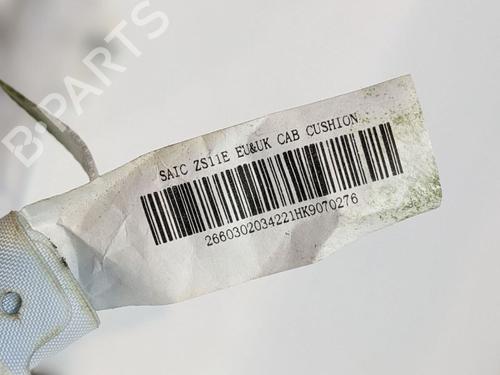 B-PARTS
SAIC ZS11E EU&UK CAB CUSHION
2660302034221HK9070276